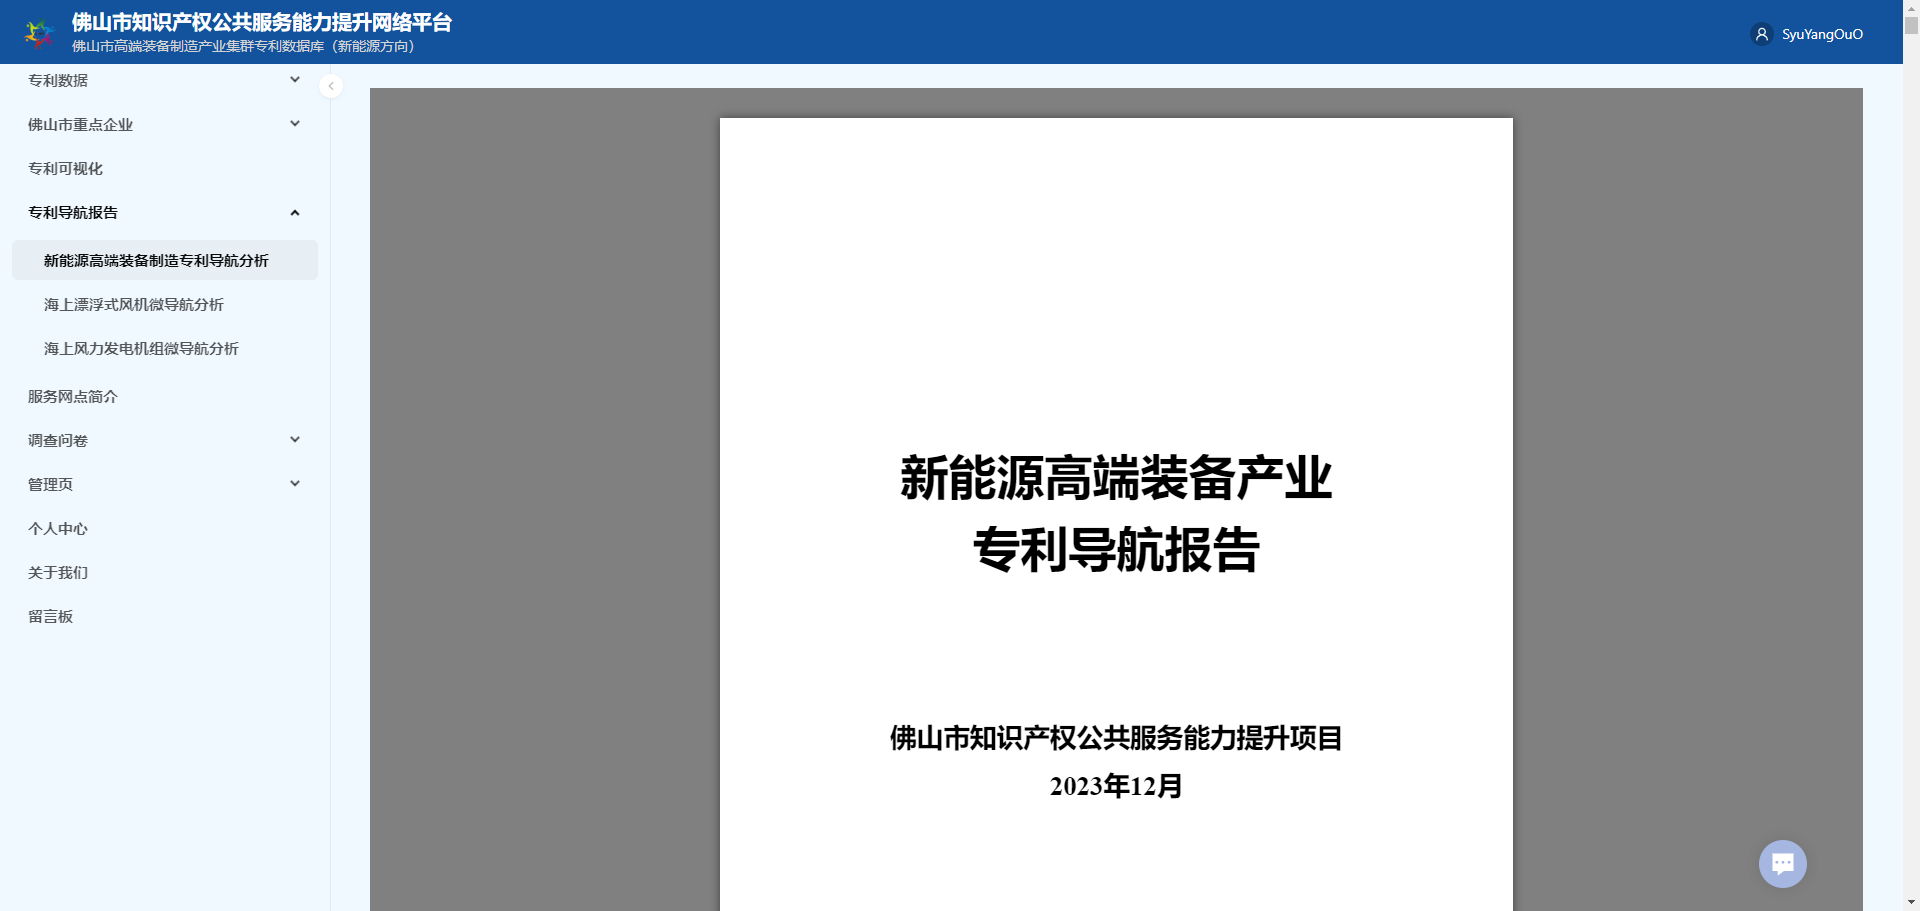 佛山市知识产权公共服务能力提升网络平台
佛山市高端装备制造产业集群专利数据库（新能源方向）
SyuYangOuO
专利数据
佛山市重点企业
专利可视化
专利导航报告
新能源高端装备制造专利导航分析
海上漂浮式风机微导航分析
海上风力发电机组微导航分析
服务网点简介
调查问卷
管理页
个人中心
关于我们
留言板
新能源高端装备产业
专利导航报告
佛山市知识产权公共服务能力提升项目
2023年12月